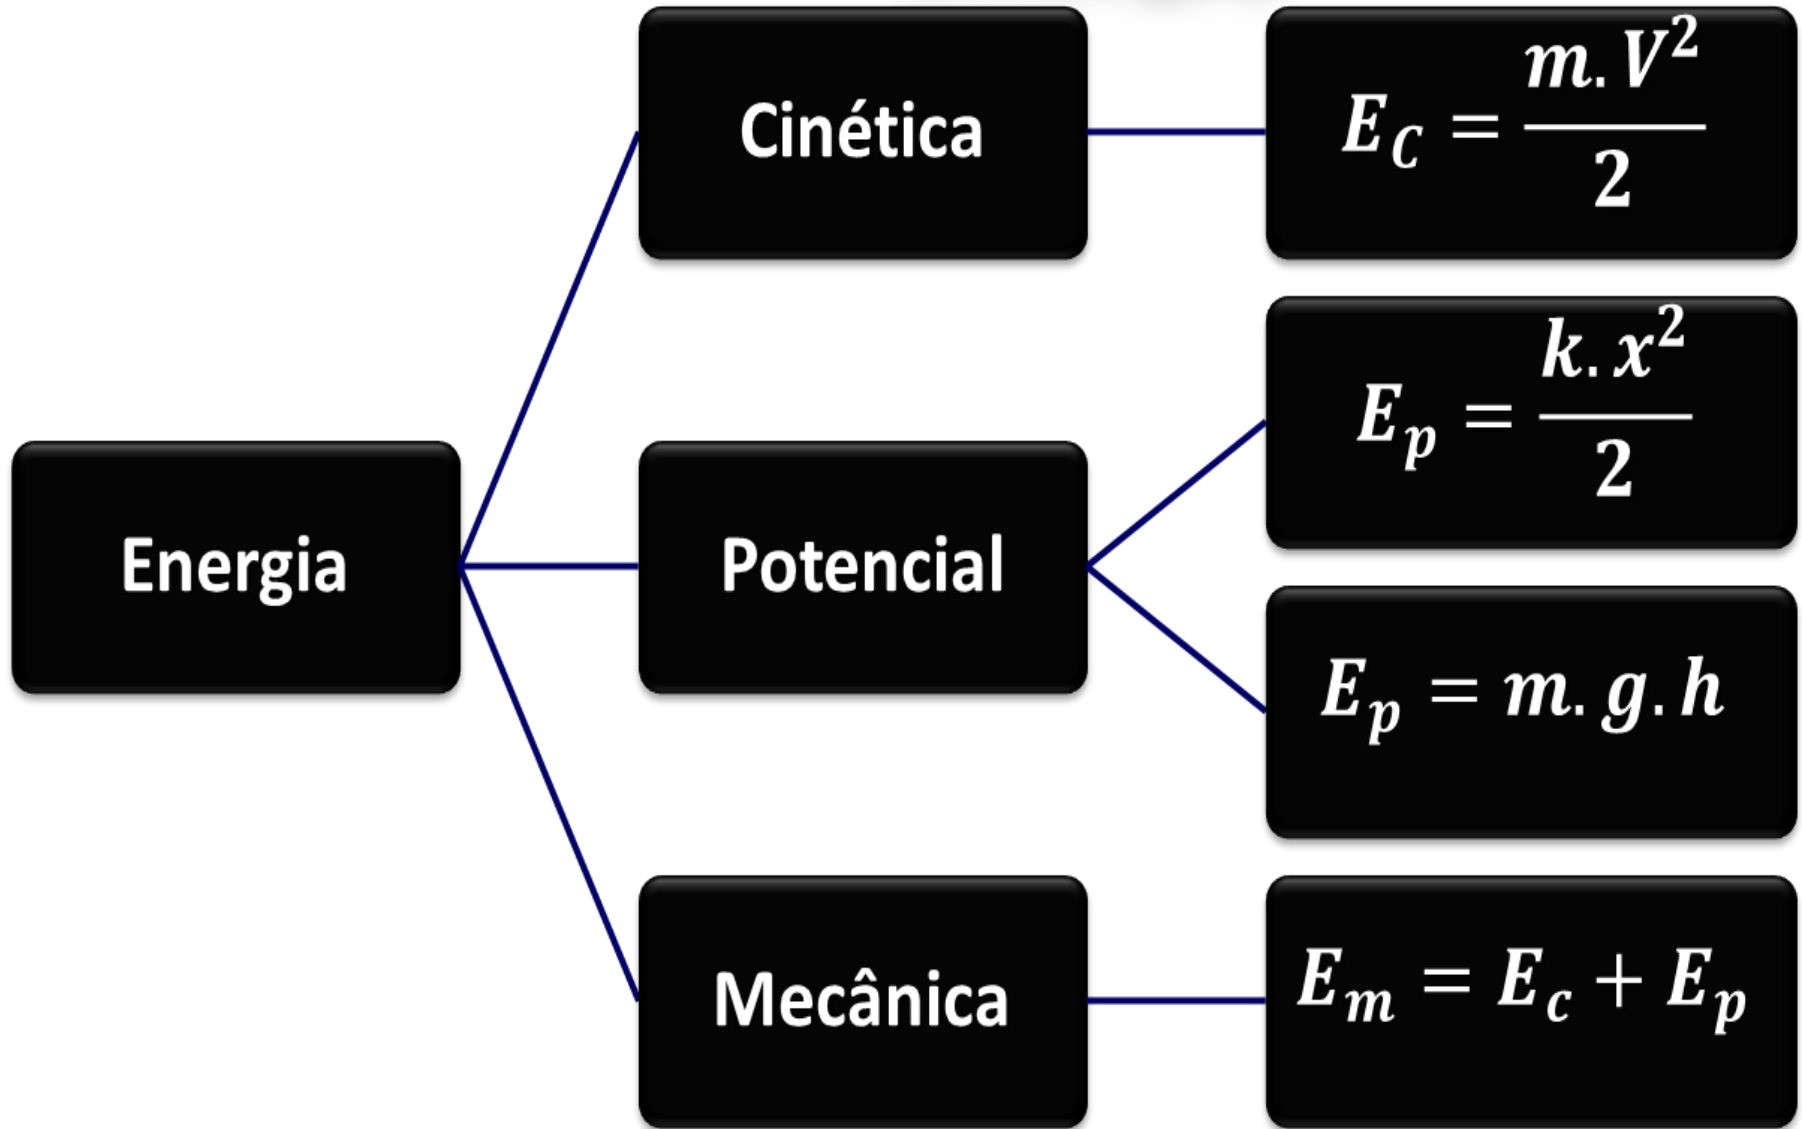 Cinética
E_C = m.V²/2
Energia
Potencial
E_p = k.x²/2
E_p = m.g.h
Mecânica
E_m = E_c + E_p